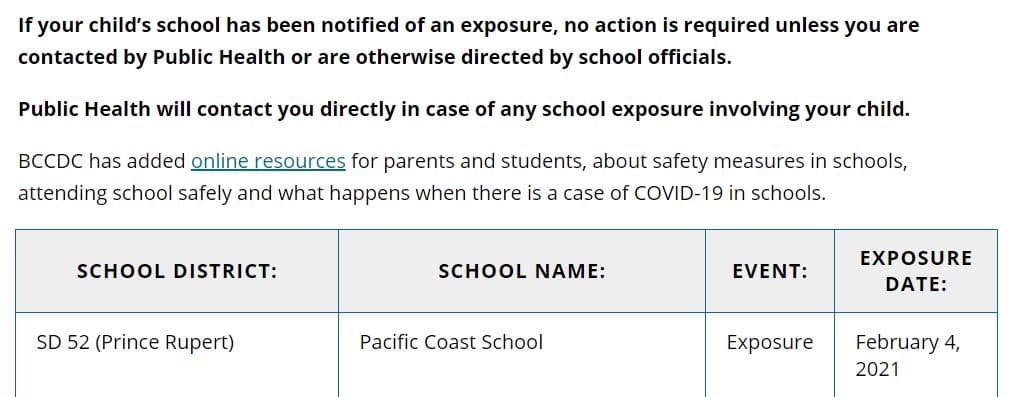 If your child’s school has been notified of an exposure, no action is required unless you are
contacted by Public Health or are otherwise directed by school officials.
Public Health will contact you directly in case of any school exposure involving your child.
BCCDC has added online resources for parents and students, about safety measures in schools,
attending school safely and what happens when there is a case of COVID-19 in schools.
SCHOOL DISTRICT:
SCHOOL NAME:
EVENT:
EXPOSURE
DATE:
SD 52 (Prince Rupert)
Pacific Coast School
Exposure
February 4,
2021